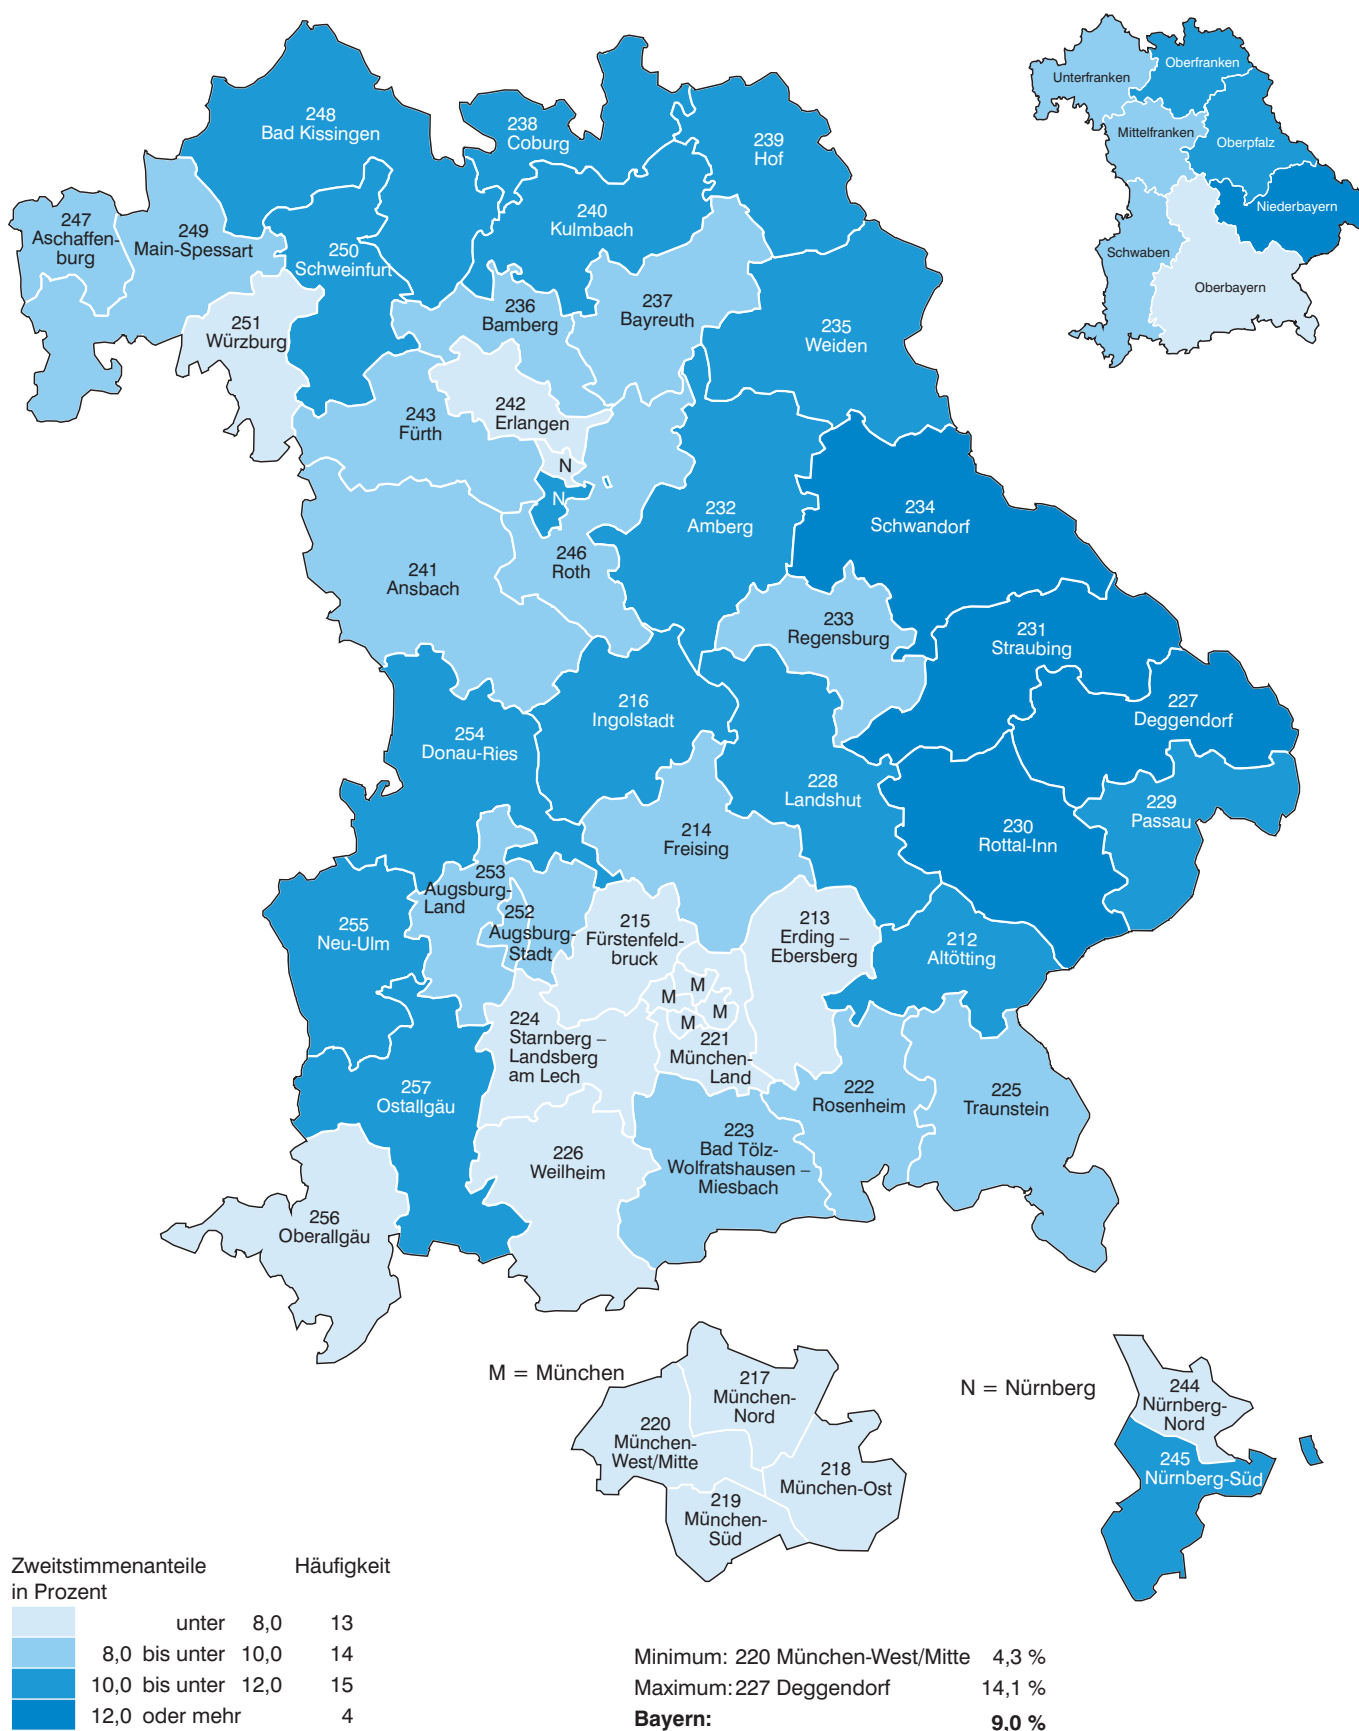 248
Bad Kissingen
238
Coburg
239
Hof
247
Aschaffen-
burg
249
Main-Spessart
250
Schweinfurt
240
Kulmbach
251
Würzburg
236
Bamberg
237
Bayreuth
235
Weiden
243
Fürth
242
Erlangen
N
N
232
Amberg
234
Schwandorf
241
Ansbach
246
Roth
233
Regensburg
231
Straubing
216
Ingolstadt
227
Deggendorf
254
Donau-Ries
228
Landshut
229
Passau
214
Freising
230
Rottal-Inn
253
Augsburg-
Land
252
Augsburg-
Stadt
215
Fürstenfeld-
bruck
213
Erding –
Ebersberg
255
Neu-Ulm
212
Altötting
M
M
M
M
224
Starnberg –
Landsberg
am Lech
221
München-
Land
257
Ostallgäu
222
Rosenheim
225
Traunstein
226
Weilheim
223
Bad Tölz-
Wolfratshausen –
Miesbach
256
Oberallgäu
Unterfranken
Oberfranken
Mittelfranken
Oberpfalz
Niederbayern
Schwaben
Oberbayern
M = München
217
München-
Nord
220
München-
West/Mitte
218
München-Ost
219
München-
Süd
N = Nürnberg
244
Nürnberg-
Nord
245
Nürnberg-Süd
Zweitstimmenanteile Häufigkeit
in Prozent
unter 8,0 13
8,0 bis unter 10,0 14
10,0 bis unter 12,0 15
12,0 oder mehr 4
Minimum: 220 München-West/Mitte 4,3 %
Maximum: 227 Deggendorf 14,1 %
Bayern: 9,0 %